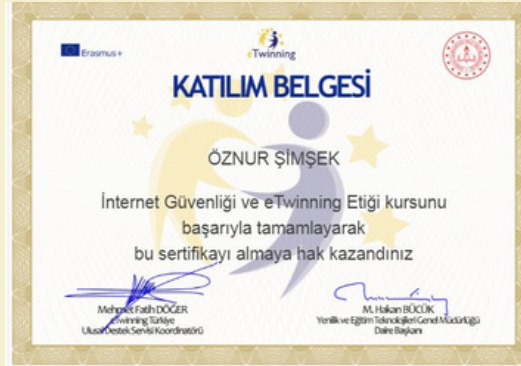 Erasmus+
eTwinning
KATILIM BELGESİ
ÖZNUR ŞİMŞEK
İnternet Güvenliği ve eTwinning Etiği kursunu
başarıyla tamamlayarak
bu sertifikayı almaya hak kazandınız
Mehmet Fatih DÖĞER
eTwinning Türkiye
Ulusal Destek Servisi Koordinatörü
M. Hakan BÜCÜK
Yenilik ve Eğitim Teknolojileri Genel Müdürlüğü
Daire Başkanı